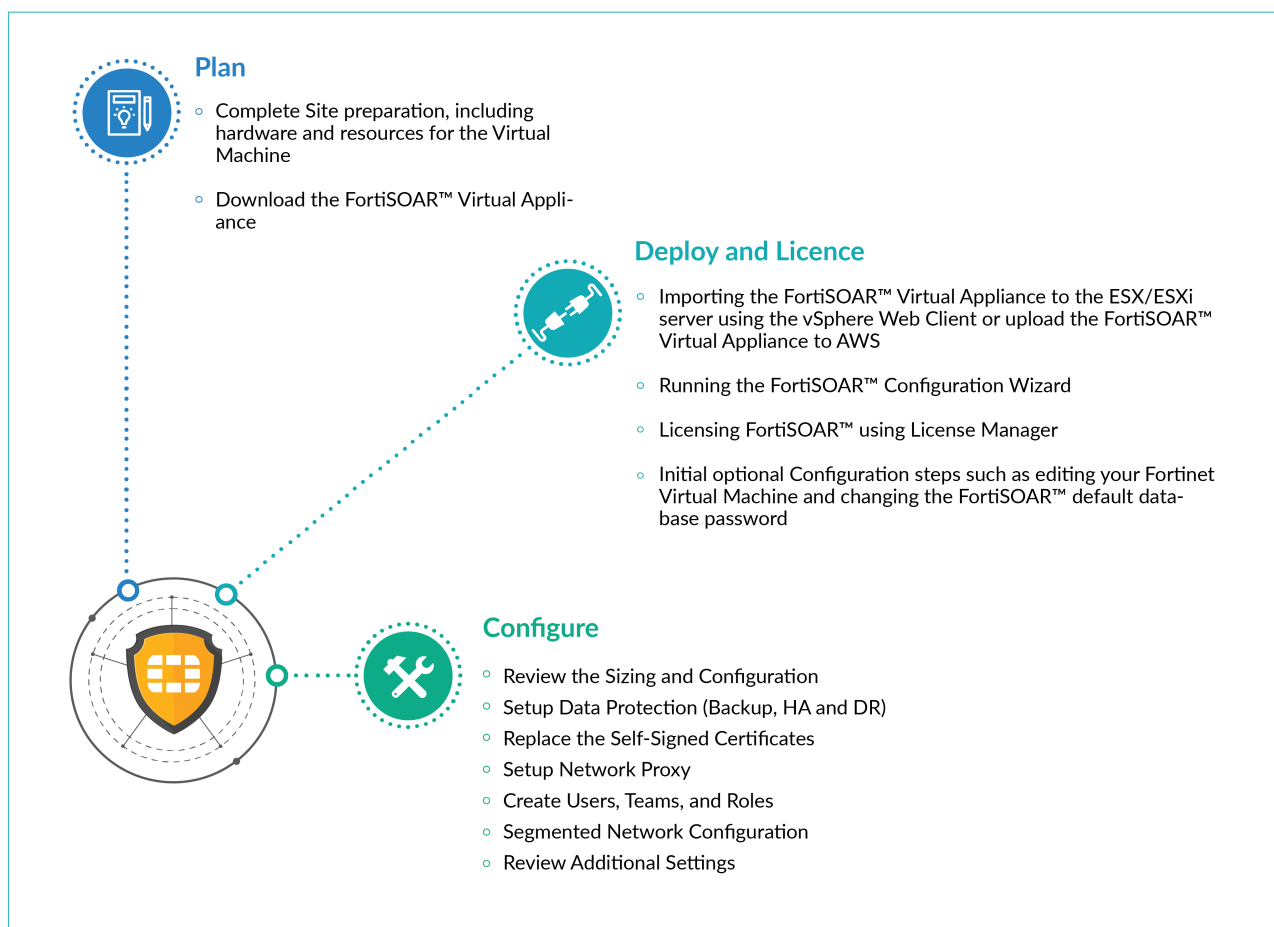 Plan
Complete Site preparation, including
hardware and resources for the Virtual
Machine
Download the FortiSOAR™ Virtual Appli-
ance
Deploy and Licence
Importing the FortiSOAR™ Virtual Appliance to the ESX/ESXi
server using the vSphere Web Client or upload the FortiSOAR™
Virtual Appliance to AWS
Running the FortiSOAR™ Configuration Wizard
Licensing FortiSOAR™ using License Manager
Initial optional Configuration steps such as editing your Fortinet
Virtual Machine and changing the FortiSOAR™ default data-
base password
Configure
Review the Sizing and Configuration
Setup Data Protection (Backup, HA and DR)
Replace the Self-Signed Certificates
Setup Network Proxy
Create Users, Teams, and Roles
Segmented Network Configuration
Review Additional Settings